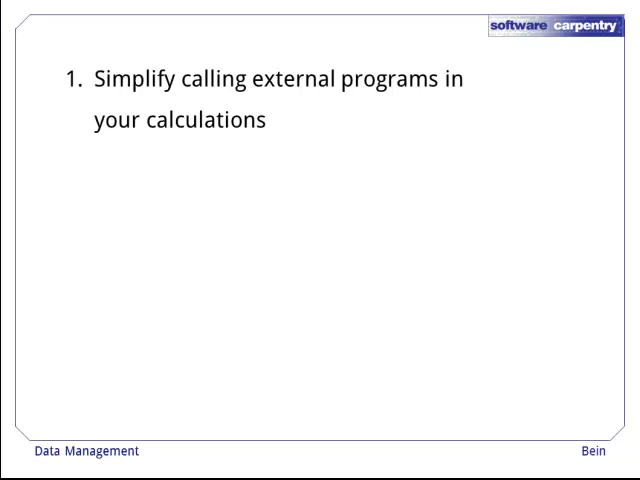 software carpentry
1. Simplify calling external programs in
your calculations
Data Management
Bein